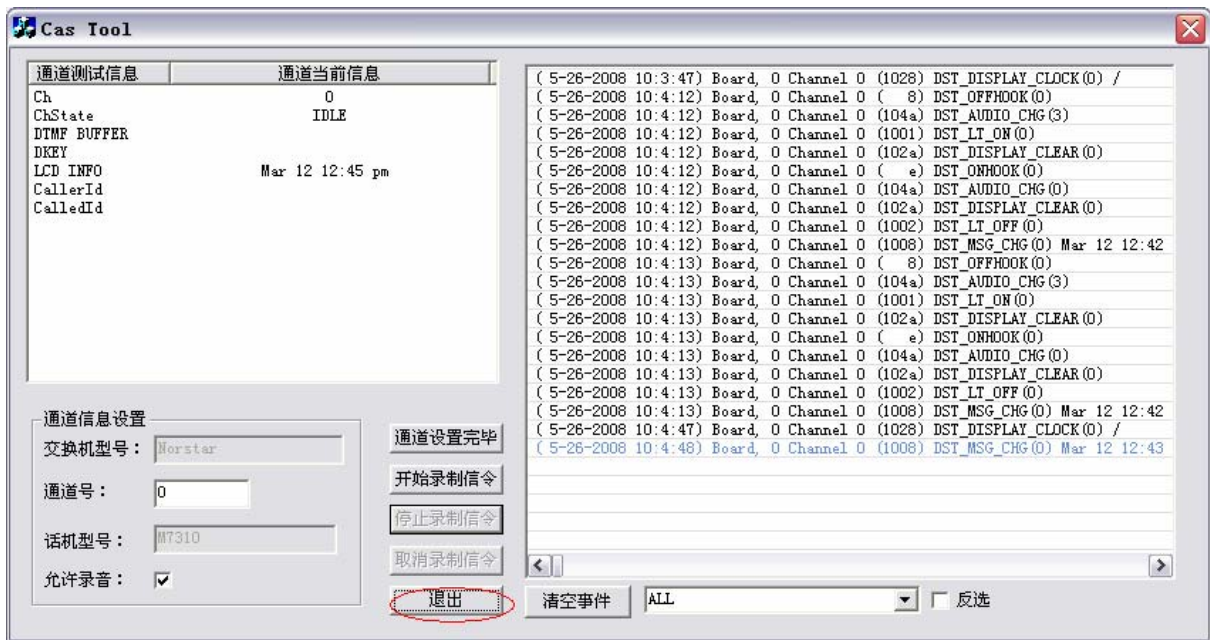 Cas Tool
通道测试信息 通道当前信息
Ch 0
ChState IDLE
DTMF BUFFER
DKEY
LCD INFO Mar 12 12:45 pm
CallerId
CalledId
通道信息设置
交换机型号： Norstar
通道号： 0
话机型号： M7310
允许录音：
通道设置完毕
开始录制信令
停止录制信令
取消录制信令
退出
( 5-26-2008 10:3:47) Board, 0 Channel 0 (1028) DST_DISPLAY_CLOCK(0) /
( 5-26-2008 10:4:12) Board, 0 Channel 0 ( 8) DST_OFFHOOK(0)
( 5-26-2008 10:4:12) Board, 0 Channel 0 (104a) DST_AUDIO_CHG(3)
( 5-26-2008 10:4:12) Board, 0 Channel 0 (1001) DST_LT_ON(0)
( 5-26-2008 10:4:12) Board, 0 Channel 0 (102a) DST_DISPLAY_CLEAR(0)
( 5-26-2008 10:4:12) Board, 0 Channel 0 ( e) DST_ONHOOK(0)
( 5-26-2008 10:4:12) Board, 0 Channel 0 (104a) DST_AUDIO_CHG(0)
( 5-26-2008 10:4:12) Board, 0 Channel 0 (102a) DST_DISPLAY_CLEAR(0)
( 5-26-2008 10:4:12) Board, 0 Channel 0 (1002) DST_LT_OFF(0)
( 5-26-2008 10:4:12) Board, 0 Channel 0 (1008) DST_MSG_CHG(0) Mar 12 12:42
( 5-26-2008 10:4:13) Board, 0 Channel 0 ( 8) DST_OFFHOOK(0)
( 5-26-2008 10:4:13) Board, 0 Channel 0 (104a) DST_AUDIO_CHG(3)
( 5-26-2008 10:4:13) Board, 0 Channel 0 (1001) DST_LT_ON(0)
( 5-26-2008 10:4:13) Board, 0 Channel 0 (102a) DST_DISPLAY_CLEAR(0)
( 5-26-2008 10:4:13) Board, 0 Channel 0 ( e) DST_ONHOOK(0)
( 5-26-2008 10:4:13) Board, 0 Channel 0 (104a) DST_AUDIO_CHG(0)
( 5-26-2008 10:4:13) Board, 0 Channel 0 (102a) DST_DISPLAY_CLEAR(0)
( 5-26-2008 10:4:13) Board, 0 Channel 0 (1002) DST_LT_OFF(0)
( 5-26-2008 10:4:13) Board, 0 Channel 0 (1008) DST_MSG_CHG(0) Mar 12 12:42
( 5-26-2008 10:4:47) Board, 0 Channel 0 (1028) DST_DISPLAY_CLOCK(0) /
( 5-26-2008 10:4:48) Board, 0 Channel 0 (1008) DST_MSG_CHG(0) Mar 12 12:43
清空事件 ALL 反选